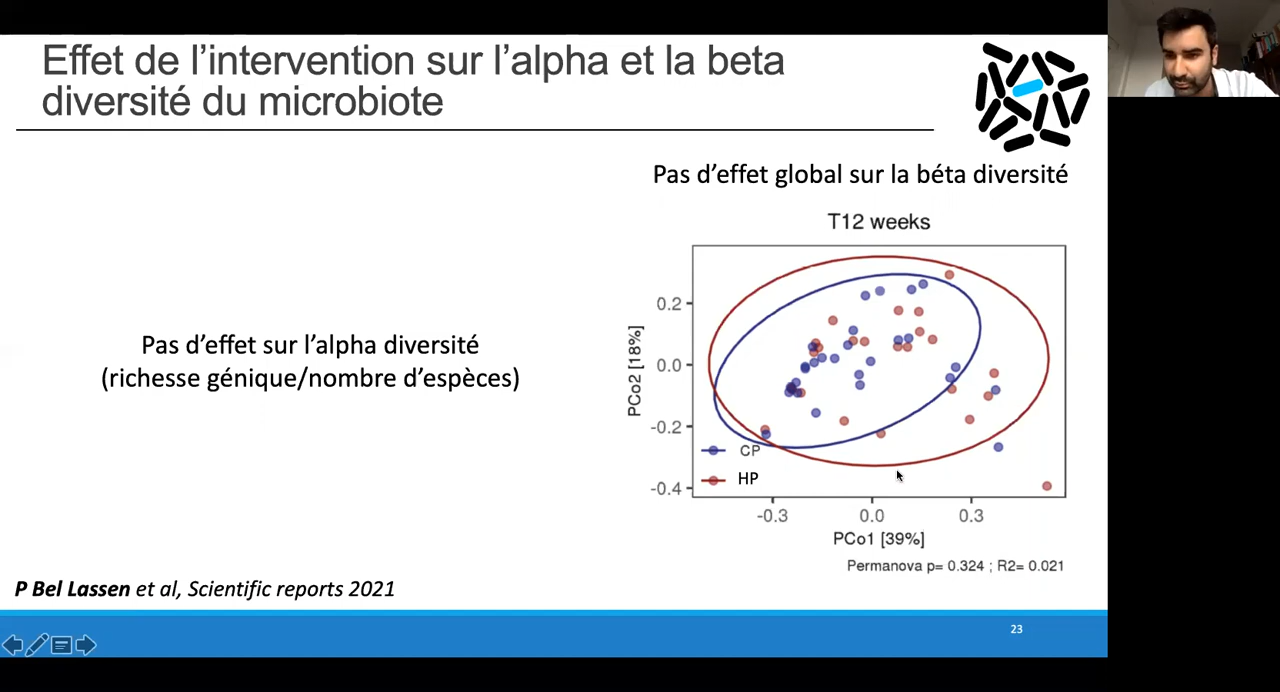 Effet de l’intervention sur l’alpha et la beta
diversité du microbiote
Pas d’effet global sur la béta diversité
T12 weeks
Pas d’effet sur l’alpha diversité
(richesse génique/nombre d’espèces)
PCo2 [18%]
0.2
0.0
-0.2
-0.4
CP
HP
-0.3
0.0
0.3
PCo1 [39%]
Permanova p= 0.324 ; R2= 0.021
P Bel Lassen et al, Scientific reports 2021
23